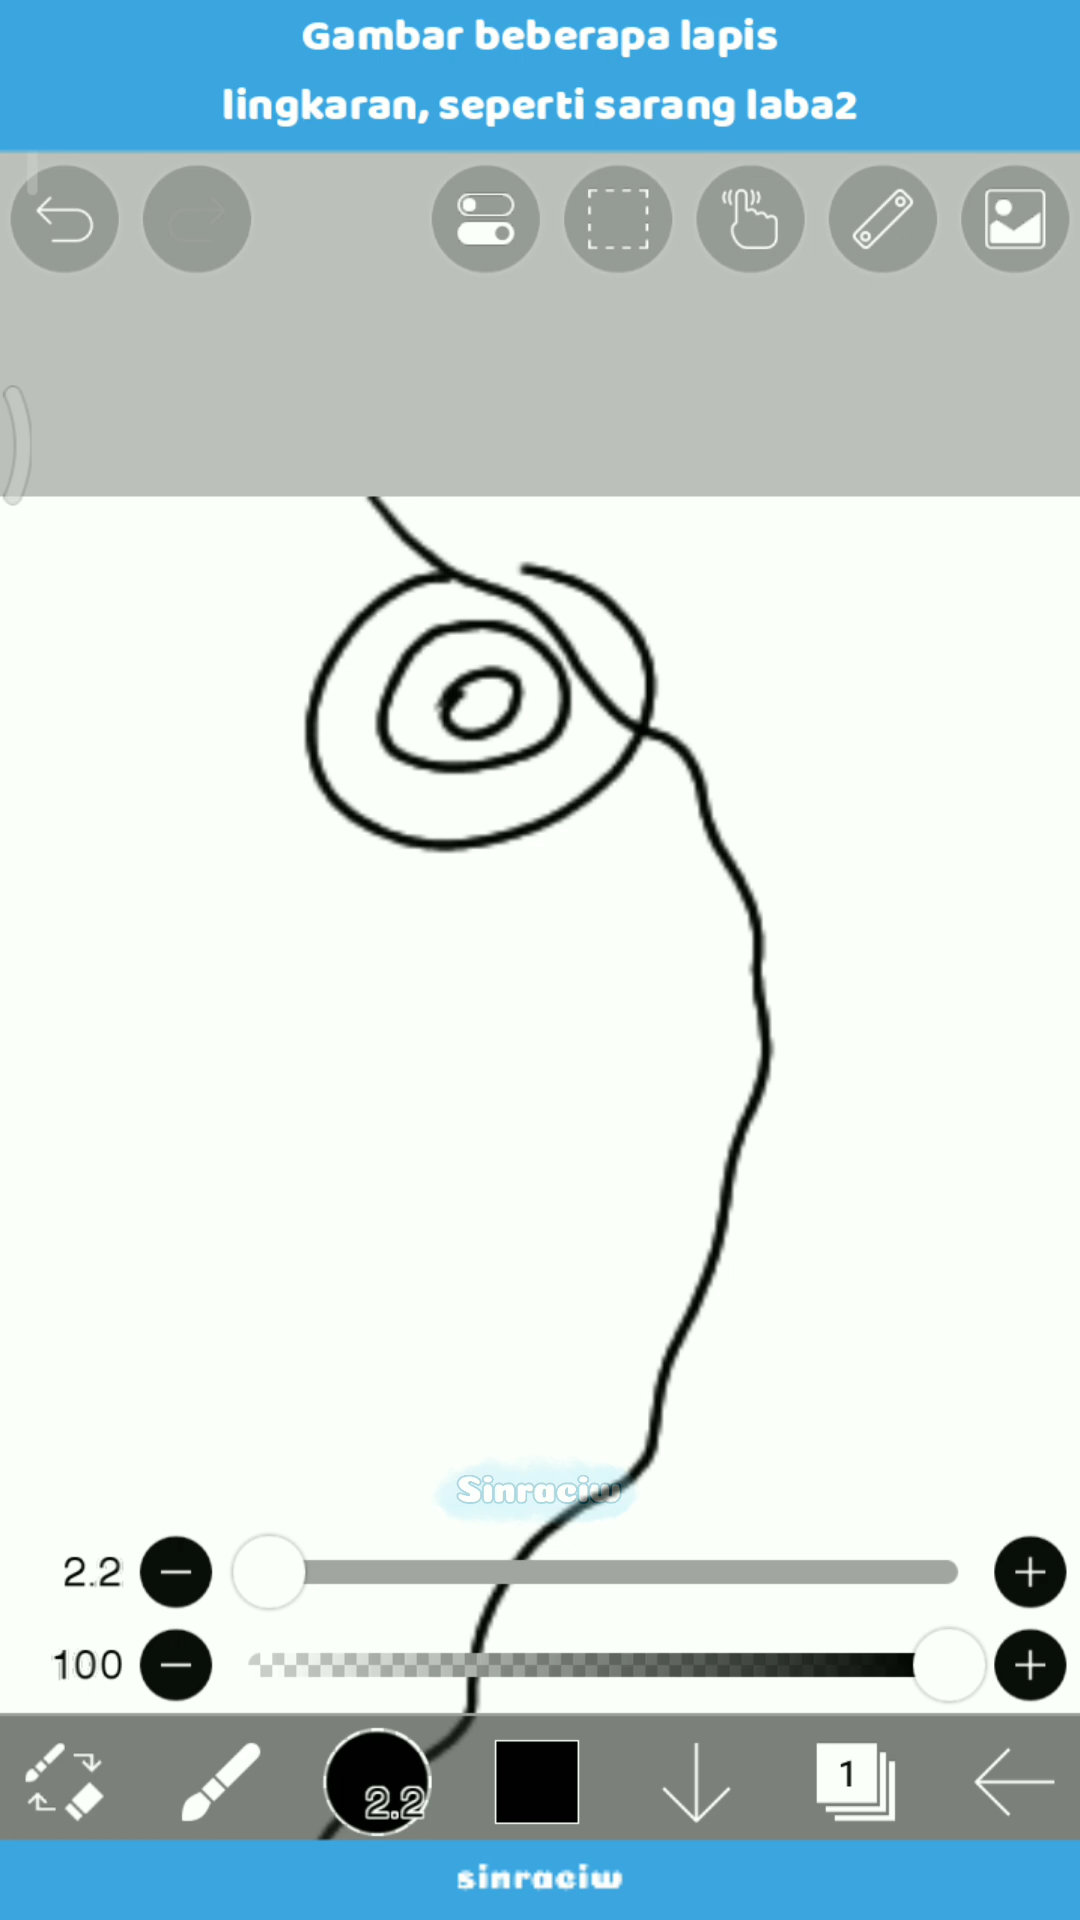 Gambar beberapa lapis
lingkaran, seperti sarang laba2
Sinraciw
2.2
100
2.2
1
sinraciw